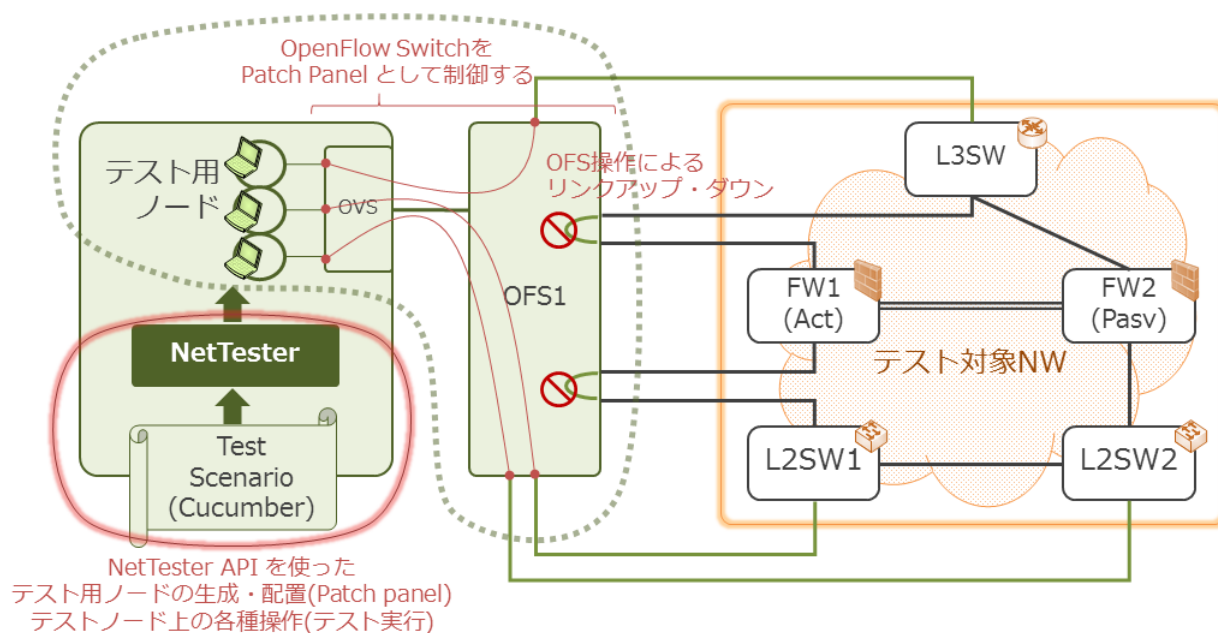 OpenFlow Switchを
Patch Panel として制御する
テスト用
ノード
OVS
OFS操作による
リンクアップ・ダウン
L3SW
OFS1
FW1
(Act)
FW2
(Pasv)
NetTester
テスト対象NW
Test
Scenario
(Cucumber)
L2SW1
L2SW2
NetTester API を使った
テスト用ノードの生成・配置(Patch panel)
テストノード上の各種操作(テスト実行)